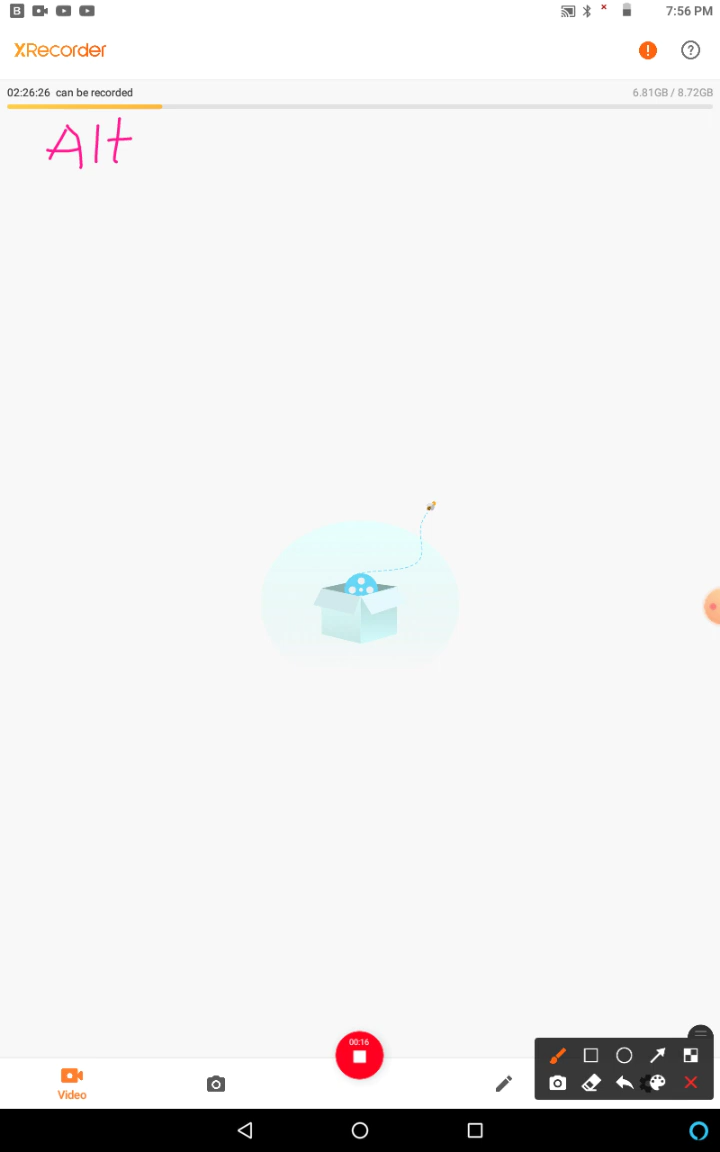 B
7:56 PM
XRecorder
02:26:26 can be recorded
6.81GB / 8.72GB
Alt
00:16
Video